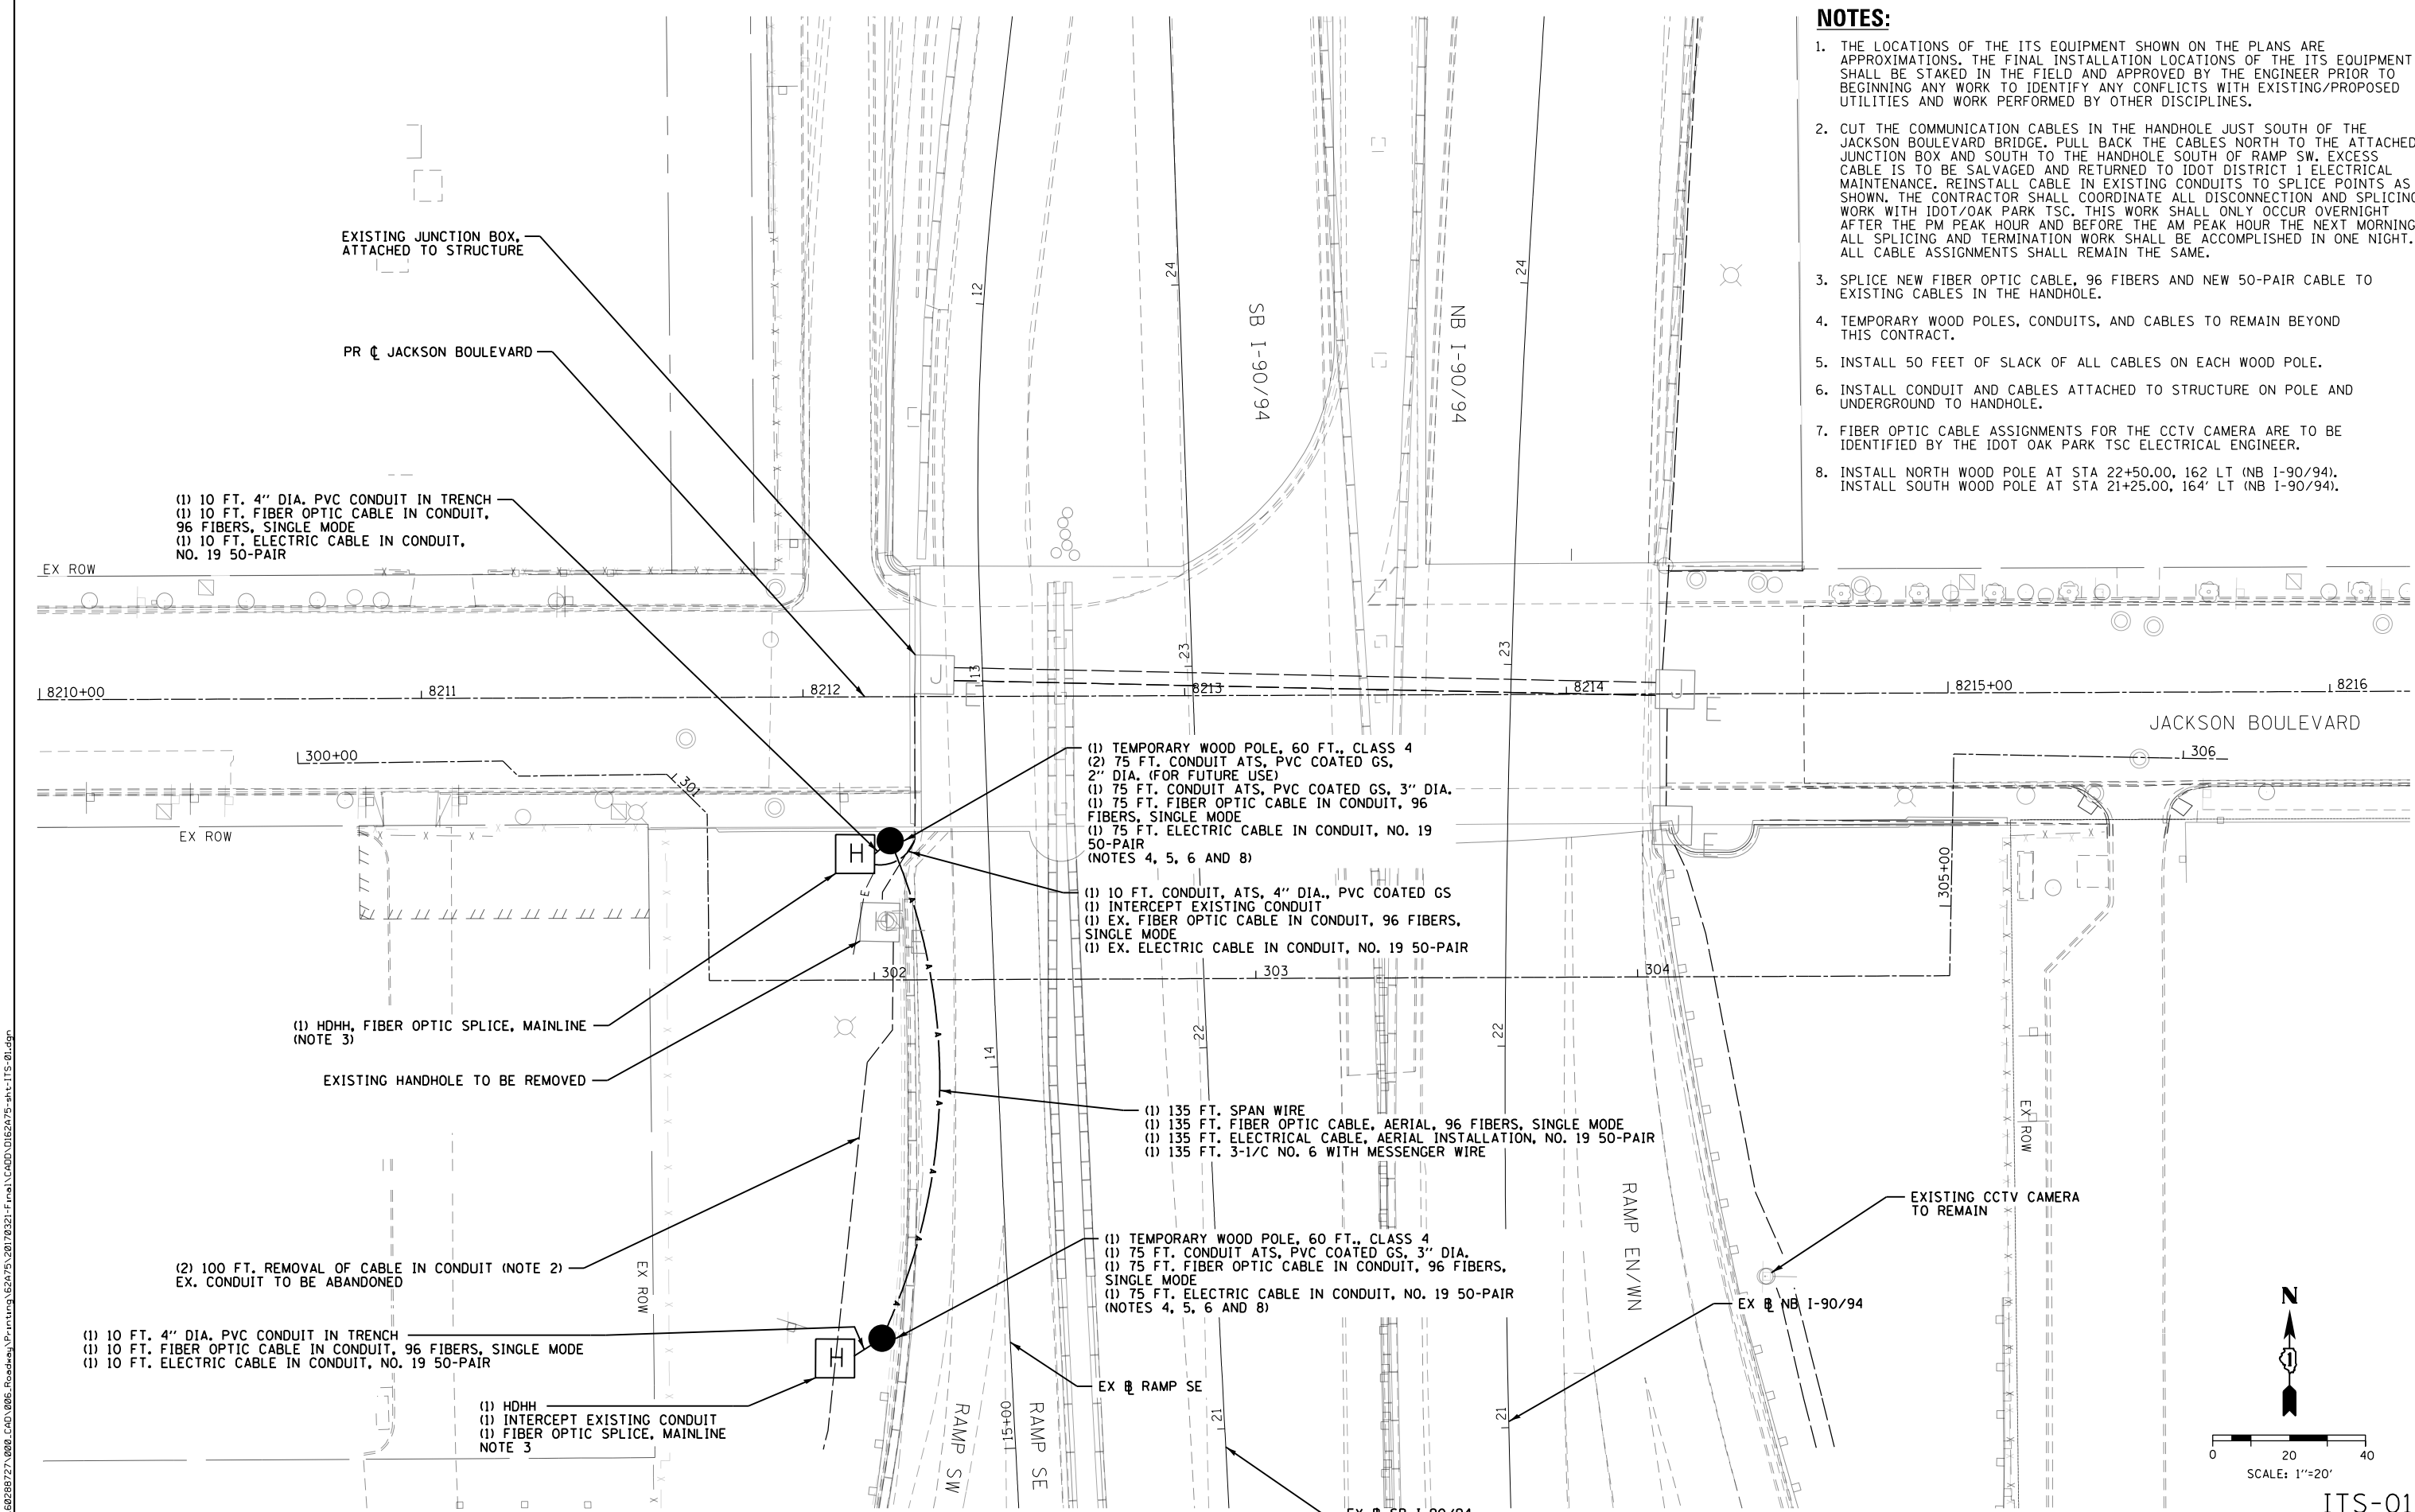 NOTES:
1. THE LOCATIONS OF THE ITS EQUIPMENT SHOWN ON THE PLANS ARE
APPROXIMATIONS. THE FINAL INSTALLATION LOCATIONS OF THE ITS EQUIPMENT
SHALL BE STAKED IN THE FIELD AND APPROVED BY THE ENGINEER PRIOR TO
BEGINNING ANY WORK TO IDENTIFY ANY CONFLICTS WITH EXISTING/PROPOSED
UTILITIES AND WORK PERFORMED BY OTHER DISCIPLINES.
2. CUT THE COMMUNICATION CABLES IN THE HANDHOLE JUST SOUTH OF THE
JACKSON BOULEVARD BRIDGE. PULL BACK THE CABLES NORTH TO THE ATTACHED
JUNCTION BOX AND SOUTH TO THE HANDHOLE SOUTH OF RAMP SW. EXCESS
CABLE IS TO BE SALVAGED AND RETURNED TO IDOT DISTRICT 1 ELECTRICAL
MAINTENANCE. REINSTALL CABLE IN EXISTING CONDUITS TO SPLICE POINTS AS
SHOWN. THE CONTRACTOR SHALL COORDINATE ALL DISCONNECTION AND SPLICING
WORK WITH IDOT/OAK PARK TSC. THIS WORK SHALL ONLY OCCUR OVERNIGHT
AFTER THE PM PEAK HOUR AND BEFORE THE AM PEAK HOUR THE NEXT MORNING
ALL SPLICING AND TERMINATION WORK SHALL BE ACCOMPLISHED IN ONE NIGHT.
ALL CABLE ASSIGNMENTS SHALL REMAIN THE SAME.
3. SPLICE NEW FIBER OPTIC CABLE, 96 FIBERS AND NEW 50-PAIR CABLE TO
EXISTING CABLES IN THE HANDHOLE.
4. TEMPORARY WOOD POLES, CONDUITS, AND CABLES TO REMAIN BEYOND
THIS CONTRACT.
5. INSTALL 50 FEET OF SLACK OF ALL CABLES ON EACH WOOD POLE.
6. INSTALL CONDUIT AND CABLES ATTACHED TO STRUCTURE ON POLE AND
UNDERGROUND TO HANDHOLE.
7. FIBER OPTIC CABLE ASSIGNMENTS FOR THE CCTV CAMERA ARE TO BE
IDENTIFIED BY THE IDOT OAK PARK TSC ELECTRICAL ENGINEER.
8. INSTALL NORTH WOOD POLE AT STA 22+50.00, 162 LT (NB I-90/94).
INSTALL SOUTH WOOD POLE AT STA 21+25.00, 164' LT (NB I-90/94).
EXISTING JUNCTION BOX,
ATTACHED TO STRUCTURE
12
24
24
SB I-90/94
NB I-90/94
PR ℄ JACKSON BOULEVARD
(1) 10 FT. 4'' DIA. PVC CONDUIT IN TRENCH
(1) 10 FT. FIBER OPTIC CABLE IN CONDUIT,
96 FIBERS, SINGLE MODE
(1) 10 FT. ELECTRIC CABLE IN CONDUIT,
NO. 19 50-PAIR
EX ROW
J
13
23
23
J
E
E
8210+00
8211
8212
8213
8214
8215+00
8216
JACKSON BOULEVARD
300+00
301
306
EX ROW
(1) TEMPORARY WOOD POLE, 60 FT., CLASS 4
(2) 75 FT. CONDUIT ATS, PVC COATED GS,
2'' DIA. (FOR FUTURE USE)
(1) 75 FT. CONDUIT ATS, PVC COATED GS, 3'' DIA.
(1) 75 FT. FIBER OPTIC CABLE IN CONDUIT, 96
FIBERS, SINGLE MODE
(1) 75 FT. ELECTRIC CABLE IN CONDUIT, NO. 19
50-PAIR
(NOTES 4, 5, 6 AND 8)
H
E
E
305+00
(1) 10 FT. CONDUIT, ATS, 4'' DIA., PVC COATED GS
(1) INTERCEPT EXISTING CONDUIT
(1) EX. FIBER OPTIC CABLE IN CONDUIT, 96 FIBERS,
SINGLE MODE
(1) EX. ELECTRIC CABLE IN CONDUIT, NO. 19 50-PAIR
302
303
304
(1) HDHH, FIBER OPTIC SPLICE, MAINLINE
(NOTE 3)
14
22
22
EXISTING HANDHOLE TO BE REMOVED
(1) 135 FT. SPAN WIRE
(1) 135 FT. FIBER OPTIC CABLE, AERIAL, 96 FIBERS, SINGLE MODE
(1) 135 FT. ELECTRICAL CABLE, AERIAL INSTALLATION, NO. 19 50-PAIR
(1) 135 FT. 3-1/C NO. 6 WITH MESSENGER WIRE
EX ROW
A
A
A
A
A
A
A
EXISTING CCTV CAMERA
TO REMAIN
RAMP EN/WN
(2) 100 FT. REMOVAL OF CABLE IN CONDUIT (NOTE 2)
EX. CONDUIT TO BE ABANDONED
EX ROW
(1) TEMPORARY WOOD POLE, 60 FT., CLASS 4
(1) 75 FT. CONDUIT ATS, PVC COATED GS, 3'' DIA.
(1) 75 FT. FIBER OPTIC CABLE IN CONDUIT, 96 FIBERS,
SINGLE MODE
(1) 75 FT. ELECTRIC CABLE IN CONDUIT, NO. 19 50-PAIR
(NOTES 4, 5, 6 AND 8)
EX ℄ NB I-90/94
(1) 10 FT. 4'' DIA. PVC CONDUIT IN TRENCH
(1) 10 FT. FIBER OPTIC CABLE IN CONDUIT, 96 FIBERS, SINGLE MODE
(1) 10 FT. ELECTRIC CABLE IN CONDUIT, NO. 19 50-PAIR
H
EX ℄ RAMP SE
(1) HDHH
(1) INTERCEPT EXISTING CONDUIT
(1) FIBER OPTIC SPLICE, MAINLINE
NOTE 3
RAMP SW
15+00
RAMP SE
21
21
N
1
0 20 40
SCALE: 1''=20'
ITS-01